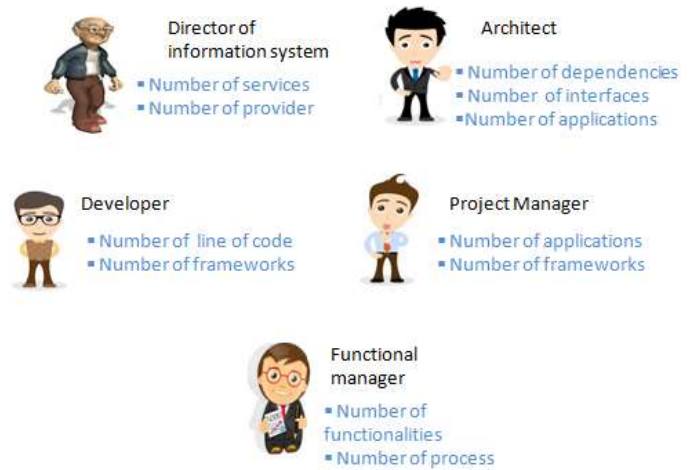 Director of
information system
▪ Number of services
▪ Number of provider
Architect
▪ Number of dependencies
▪ Number of interfaces
▪Number of applications
Developer
▪ Number of line of code
▪ Number of frameworks
Project Manager
▪ Number of applications
▪ Number of frameworks
Functional
manager
▪ Number of
functionalities
▪ Number of process